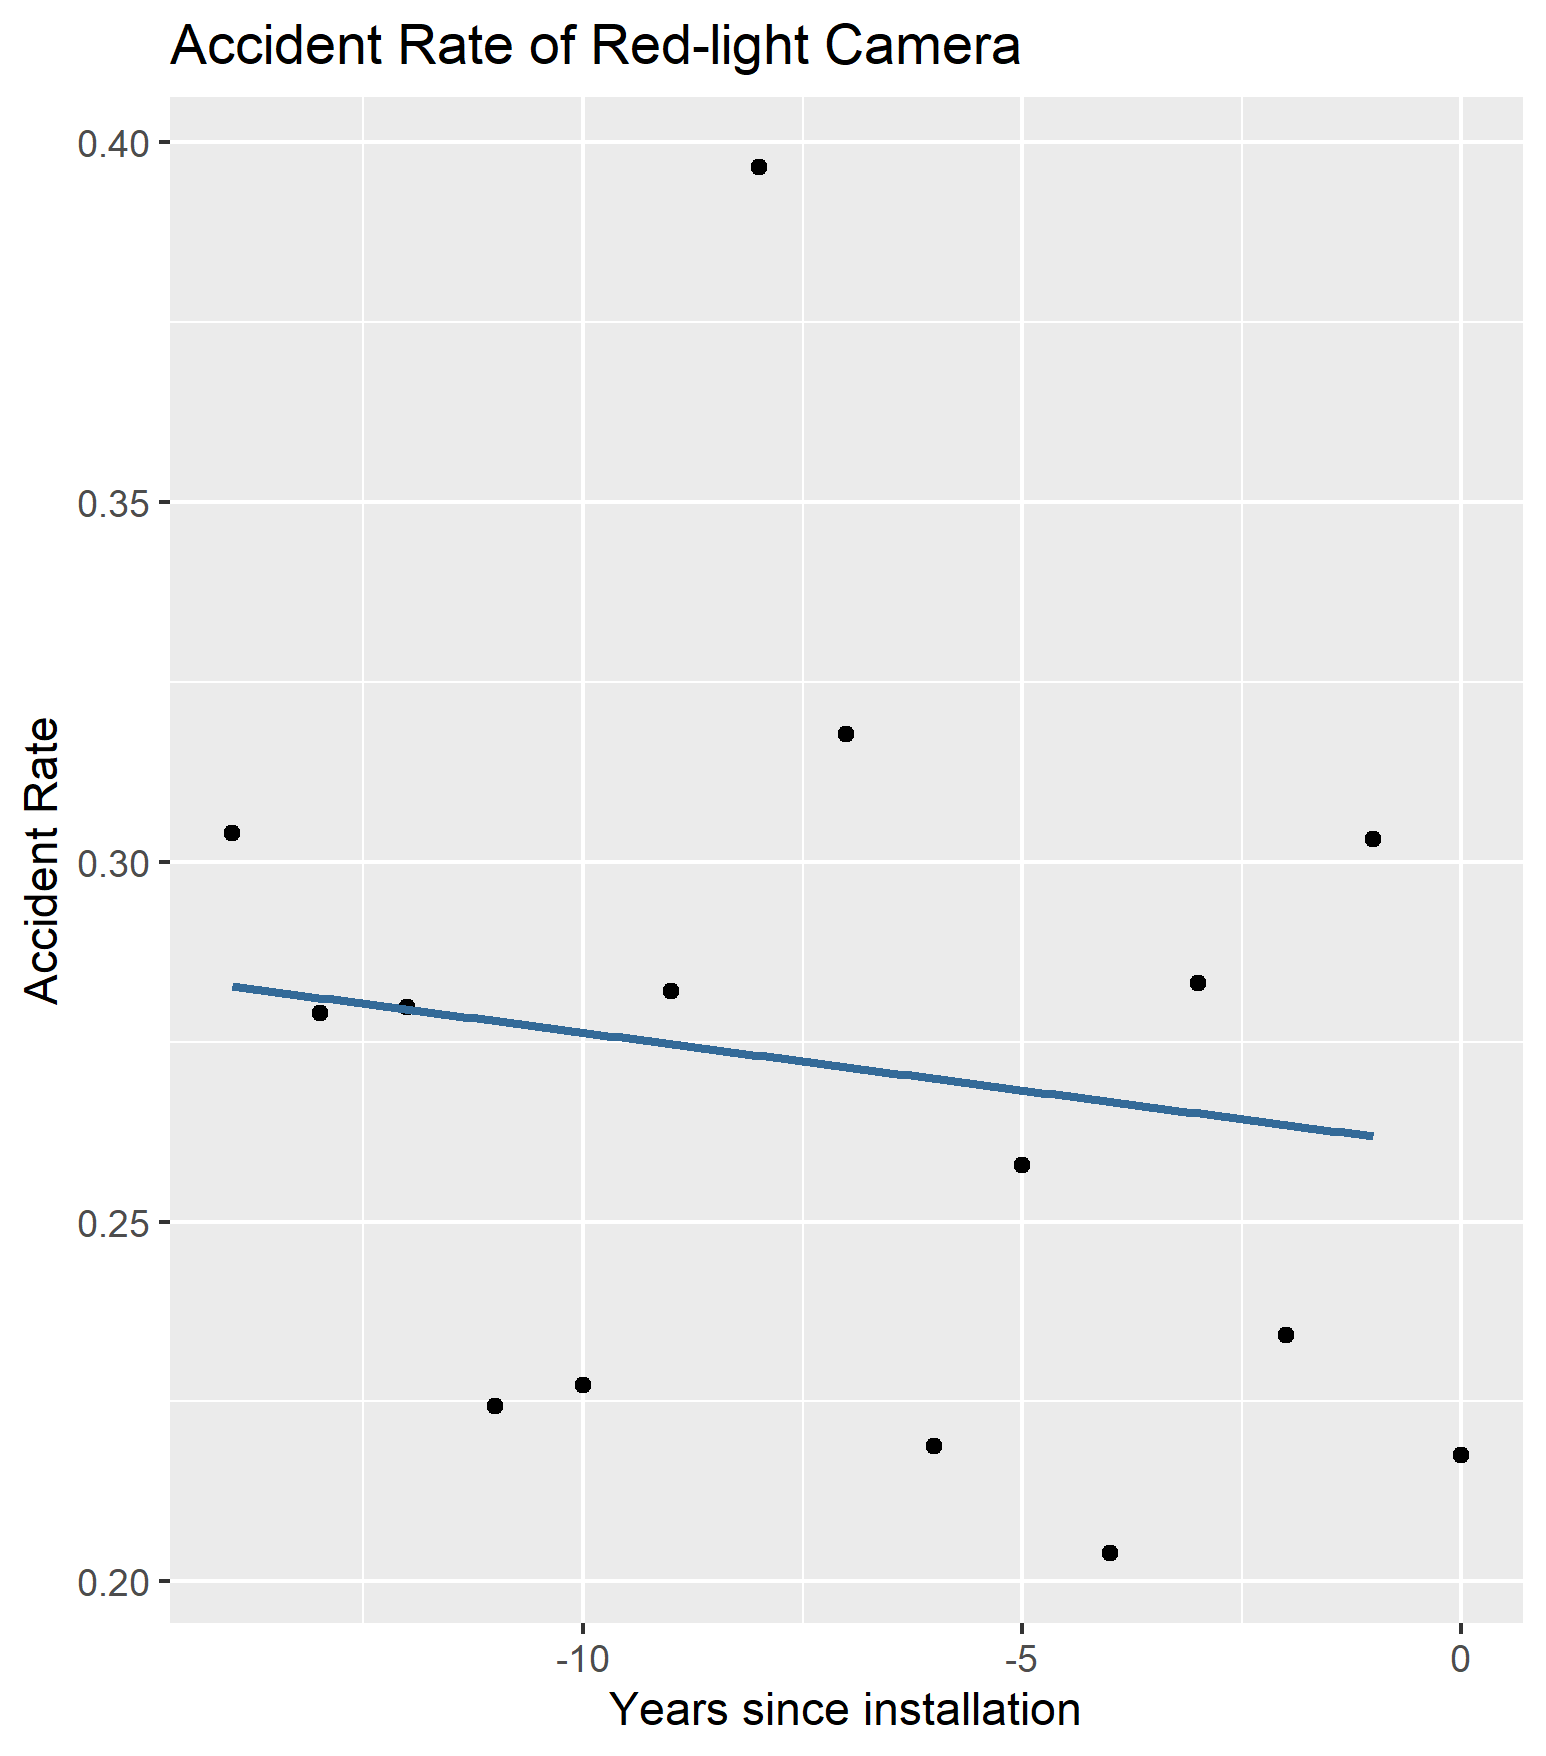 Accident Rate of Red-light Camera
0.40
0.35
0.30
0.25
0.20
Accident Rate
-10
-5
0
Years since installation